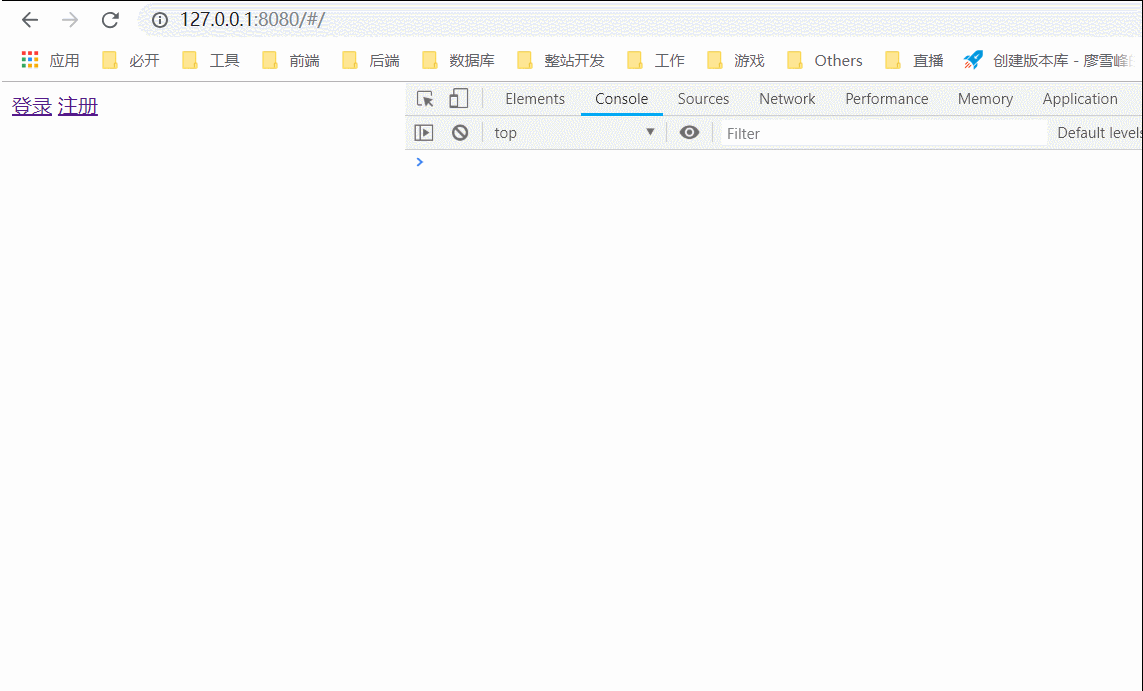 127.0.0.1:8080/#/
应用 必开 工具 前端 后端 数据库 整站开发 工作 游戏 Others 直播 创建版本库 - 廖雪峰
登录 注册
Elements Console Sources Network Performance Memory Application
top ▼ Filter Default levels